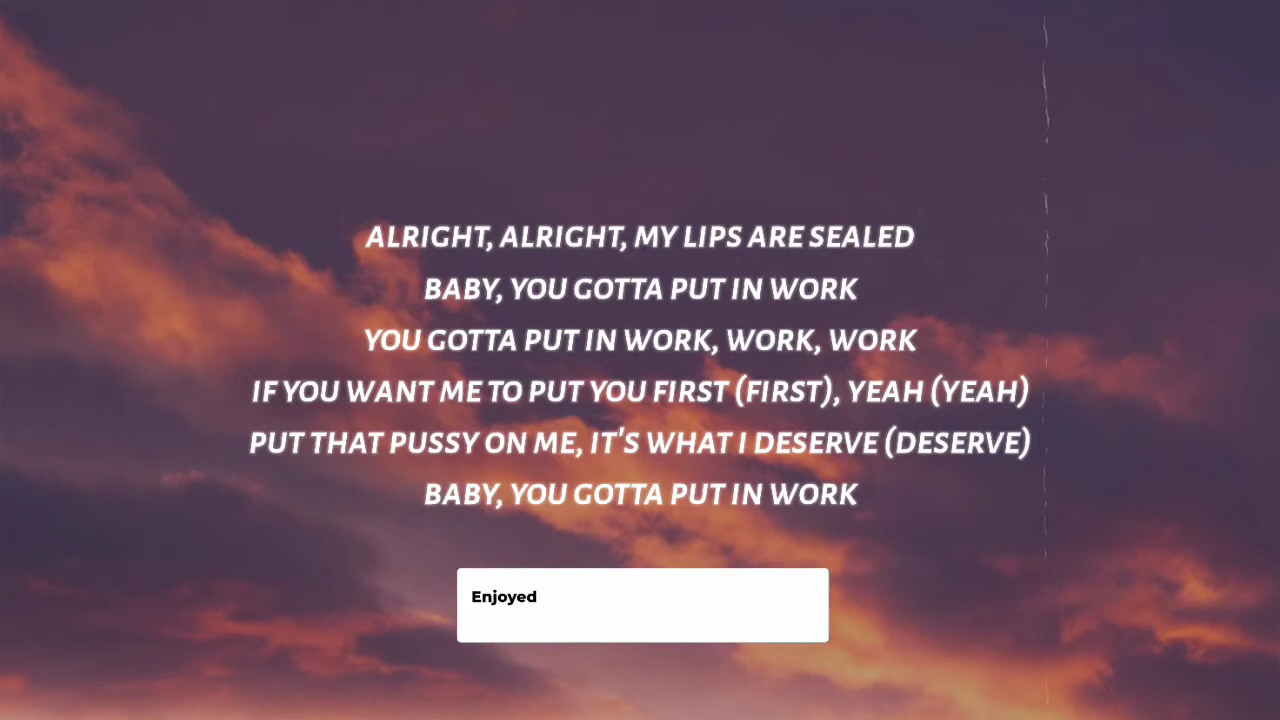 ALRIGHT, ALRIGHT, MY LIPS ARE SEALED
BABY, YOU GOTTA PUT IN WORK
YOU GOTTA PUT IN WORK, WORK, WORK
IF YOU WANT ME TO PUT YOU FIRST (FIRST), YEAH (YEAH)
PUT THAT PUSSY ON ME, IT'S WHAT I DESERVE (DESERVE)
BABY, YOU GOTTA PUT IN WORK
Enjoyed